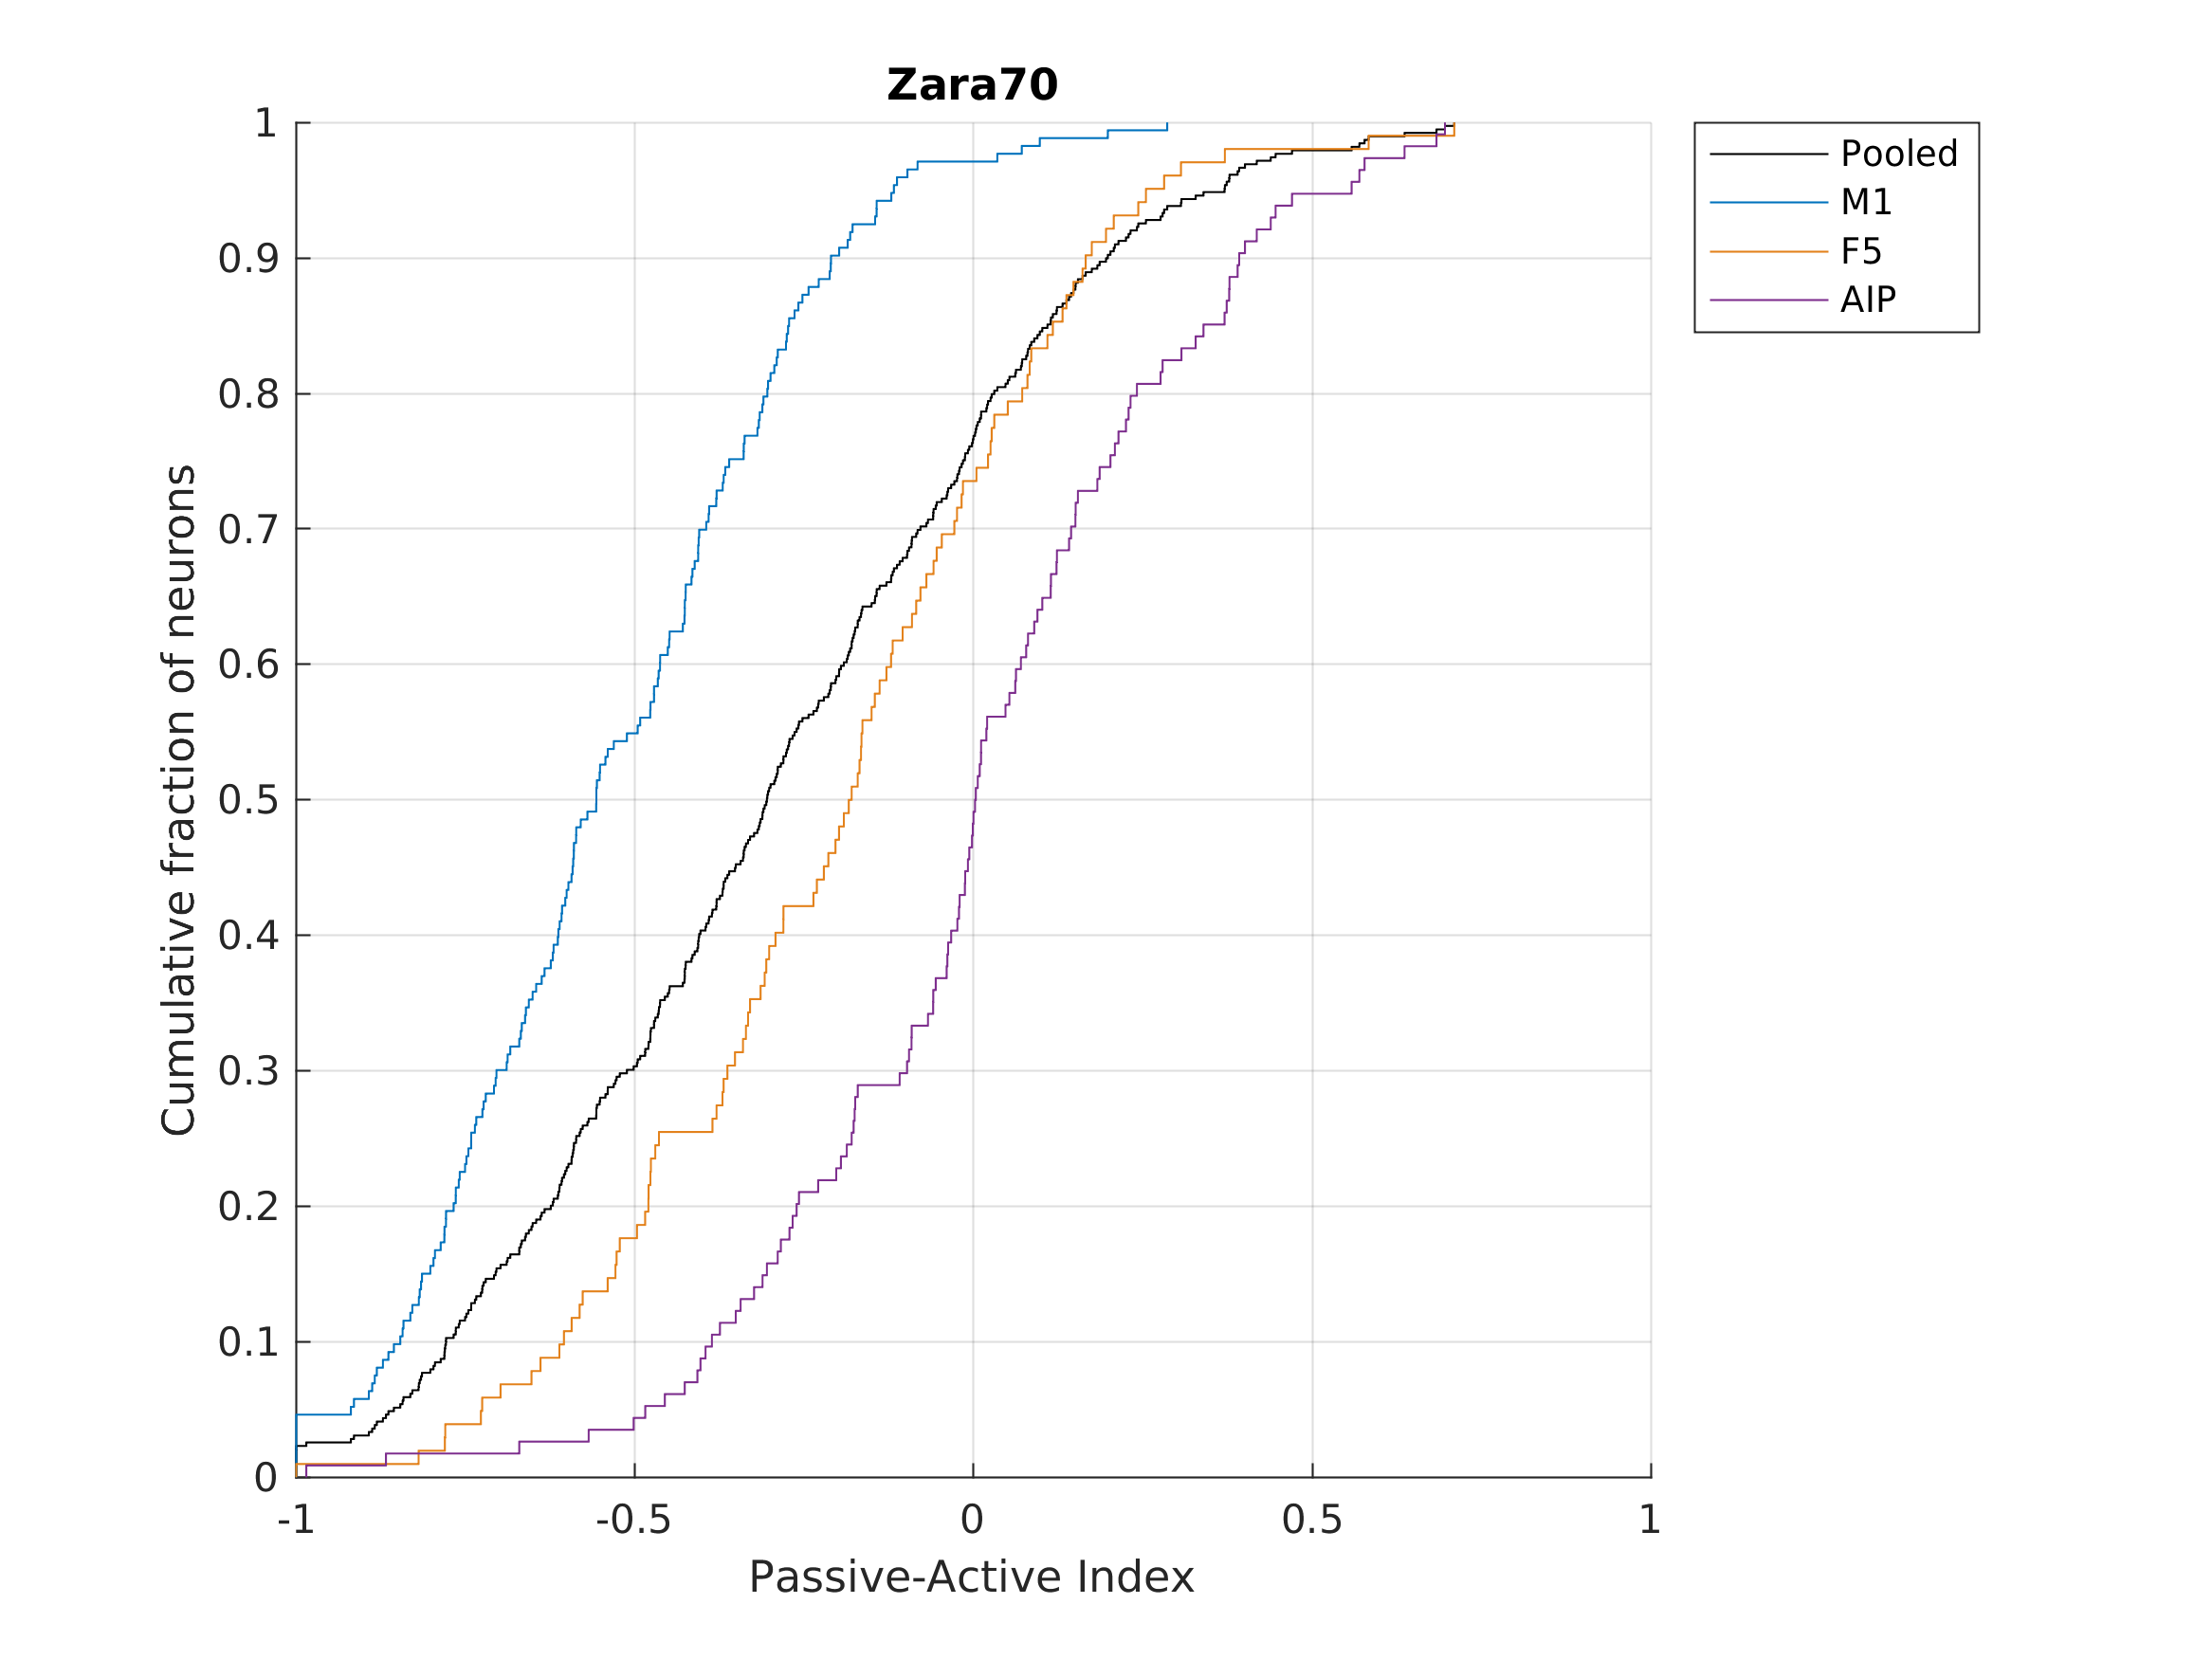 Zara70
1
0.9
0.8
0.7
0.6
0.5
0.4
0.3
0.2
0.1
0
Cumulative fraction of neurons
-1
-0.5
0
0.5
1
Passive-Active Index
Pooled
M1
F5
AIP